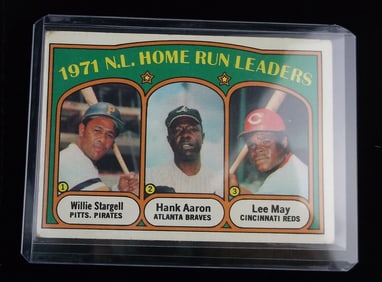 1971 N.L. HOME RUN LEADERS
P
A
C
1
Willie Stargell
PITTS. PIRATES
2
Hank Aaron
ATLANTA BRAVES
3
Lee May
CINCINNATI REDS